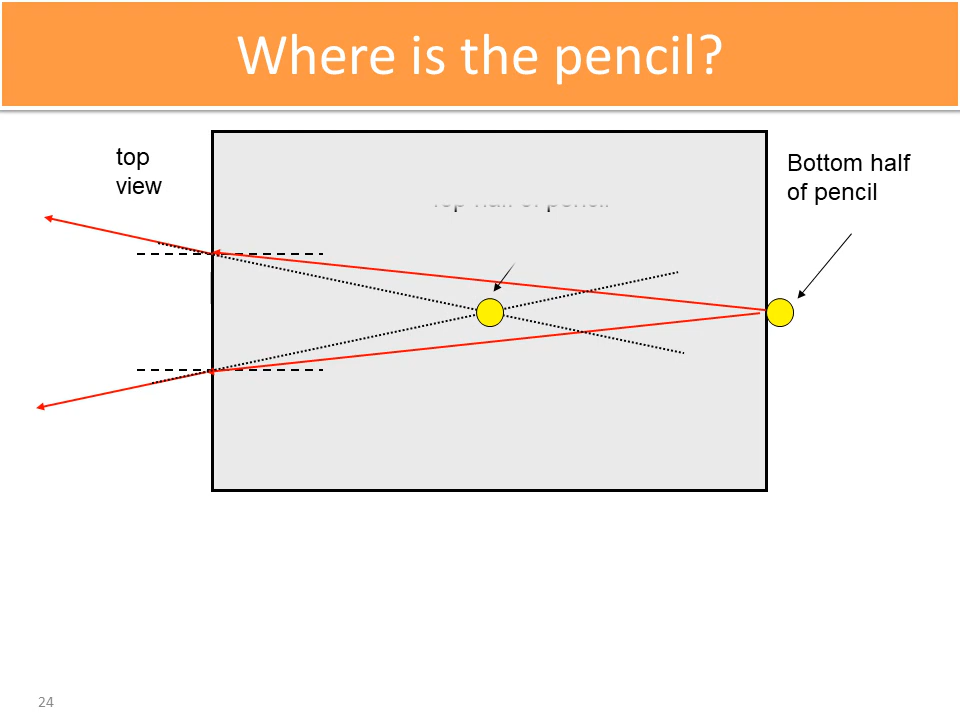 Where is the pencil?
top
view
Bottom half
of pencil
24